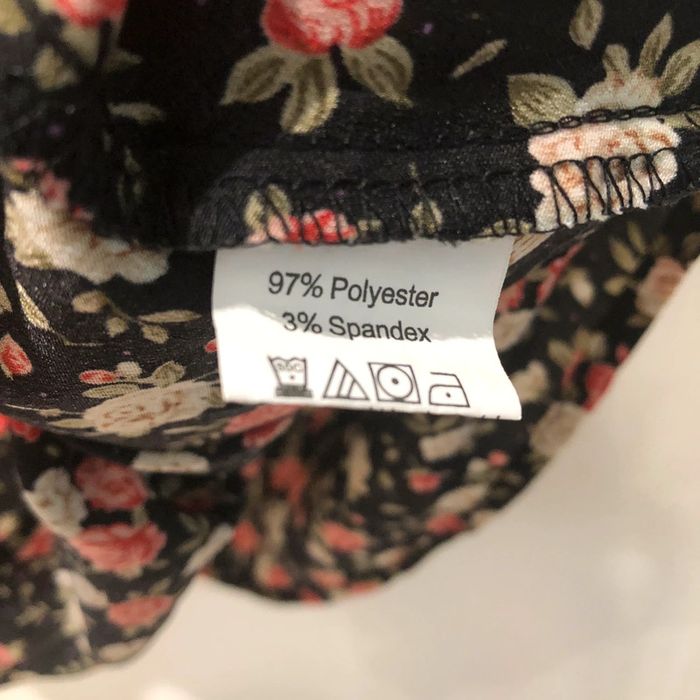 97% Polyester
3% Spandex